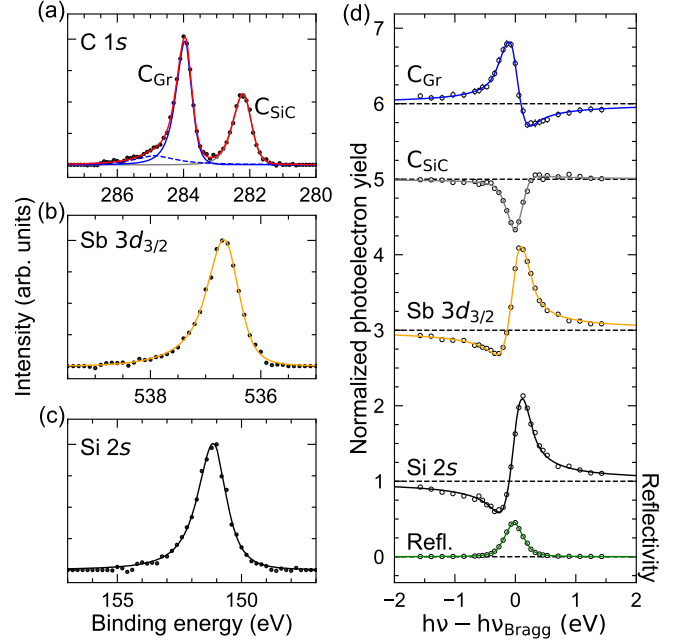 (a)
C 1s
C_Gr
C_SiC
286 284 282 280
(b)
Sb 3d_3/2
538 536
(c)
Si 2s
155 150
Binding energy (eV)
Intensity (arb. units)
(d)
7
6
5
4
3
2
1
0
C_Gr
C_SiC
Sb 3d_3/2
Si 2s
Refl.
−2 −1 0 1 2
hν − hν_Bragg (eV)
Normalized photoelectron yield
Reflectivity